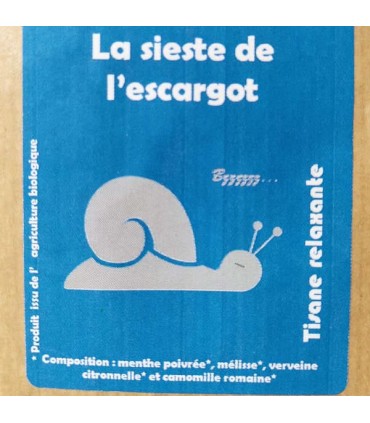 La sieste de
l'escargot
* Produit issu de l' agriculture biologique
Tisane relaxante
* Composition : menthe poivrée*, mélisse*, verveine
citronnelle* et camomille romaine*